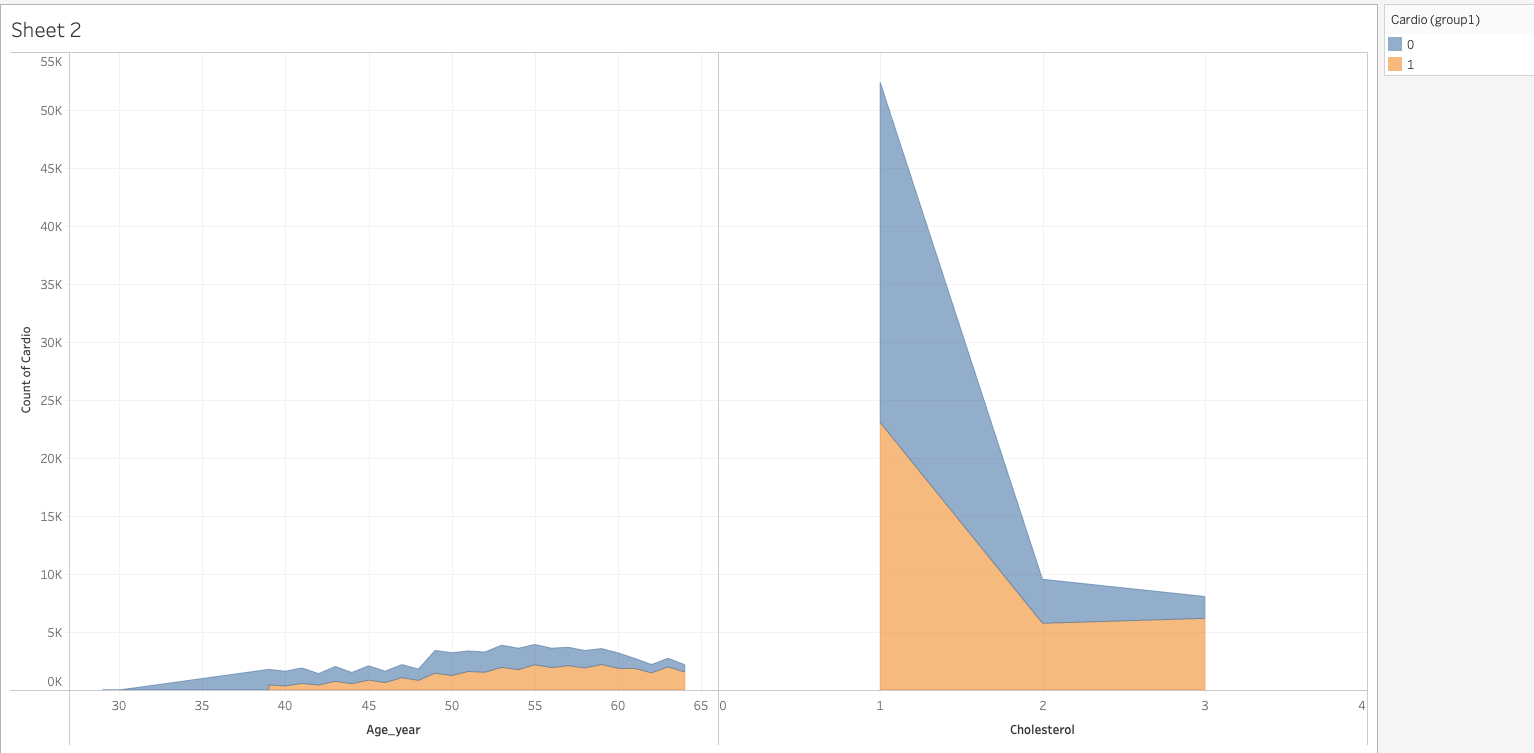 Sheet 2
Cardio (group1)
0
1
55K
50K
45K
40K
35K
30K
25K
20K
15K
10K
5K
0K
Count of Cardio
30 35 40 45 50 55 60 65 0 1 2 3 4
Age_year Cholesterol